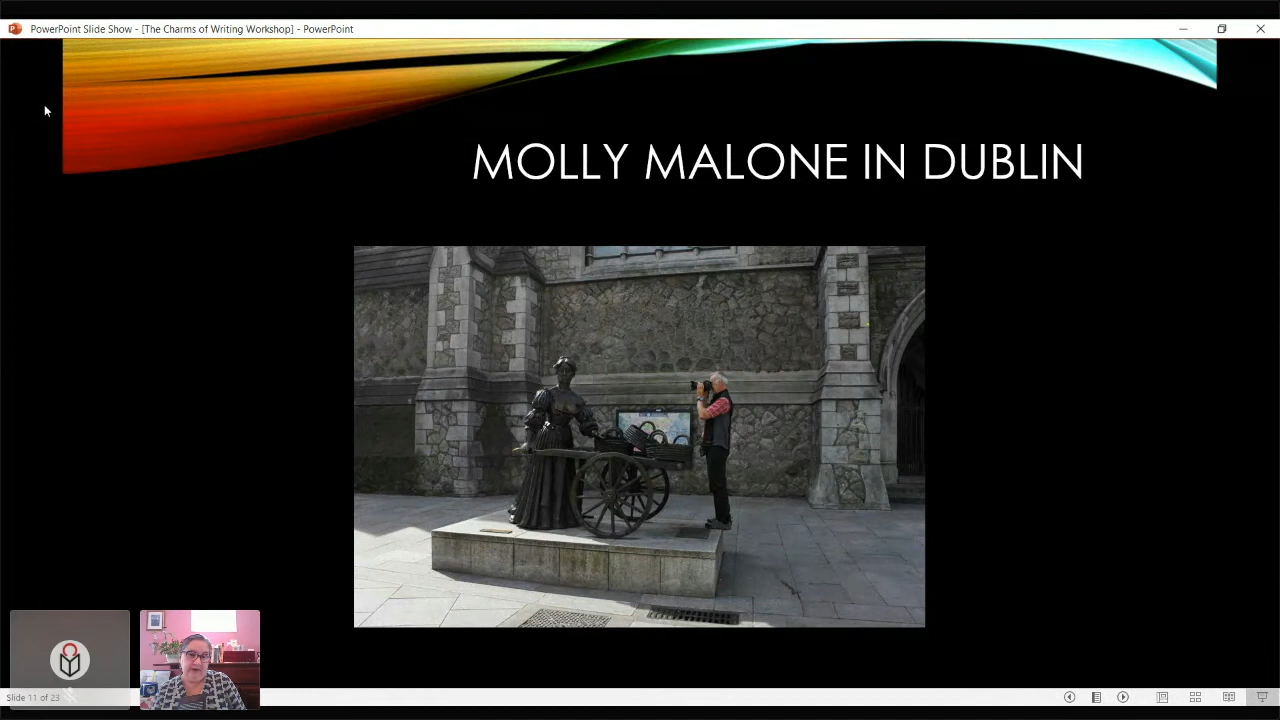 PowerPoint Slide Show - [The Charms of Writing Workshop] - PowerPoint
MOLLY MALONE IN DUBLIN
Slide 11 of 23